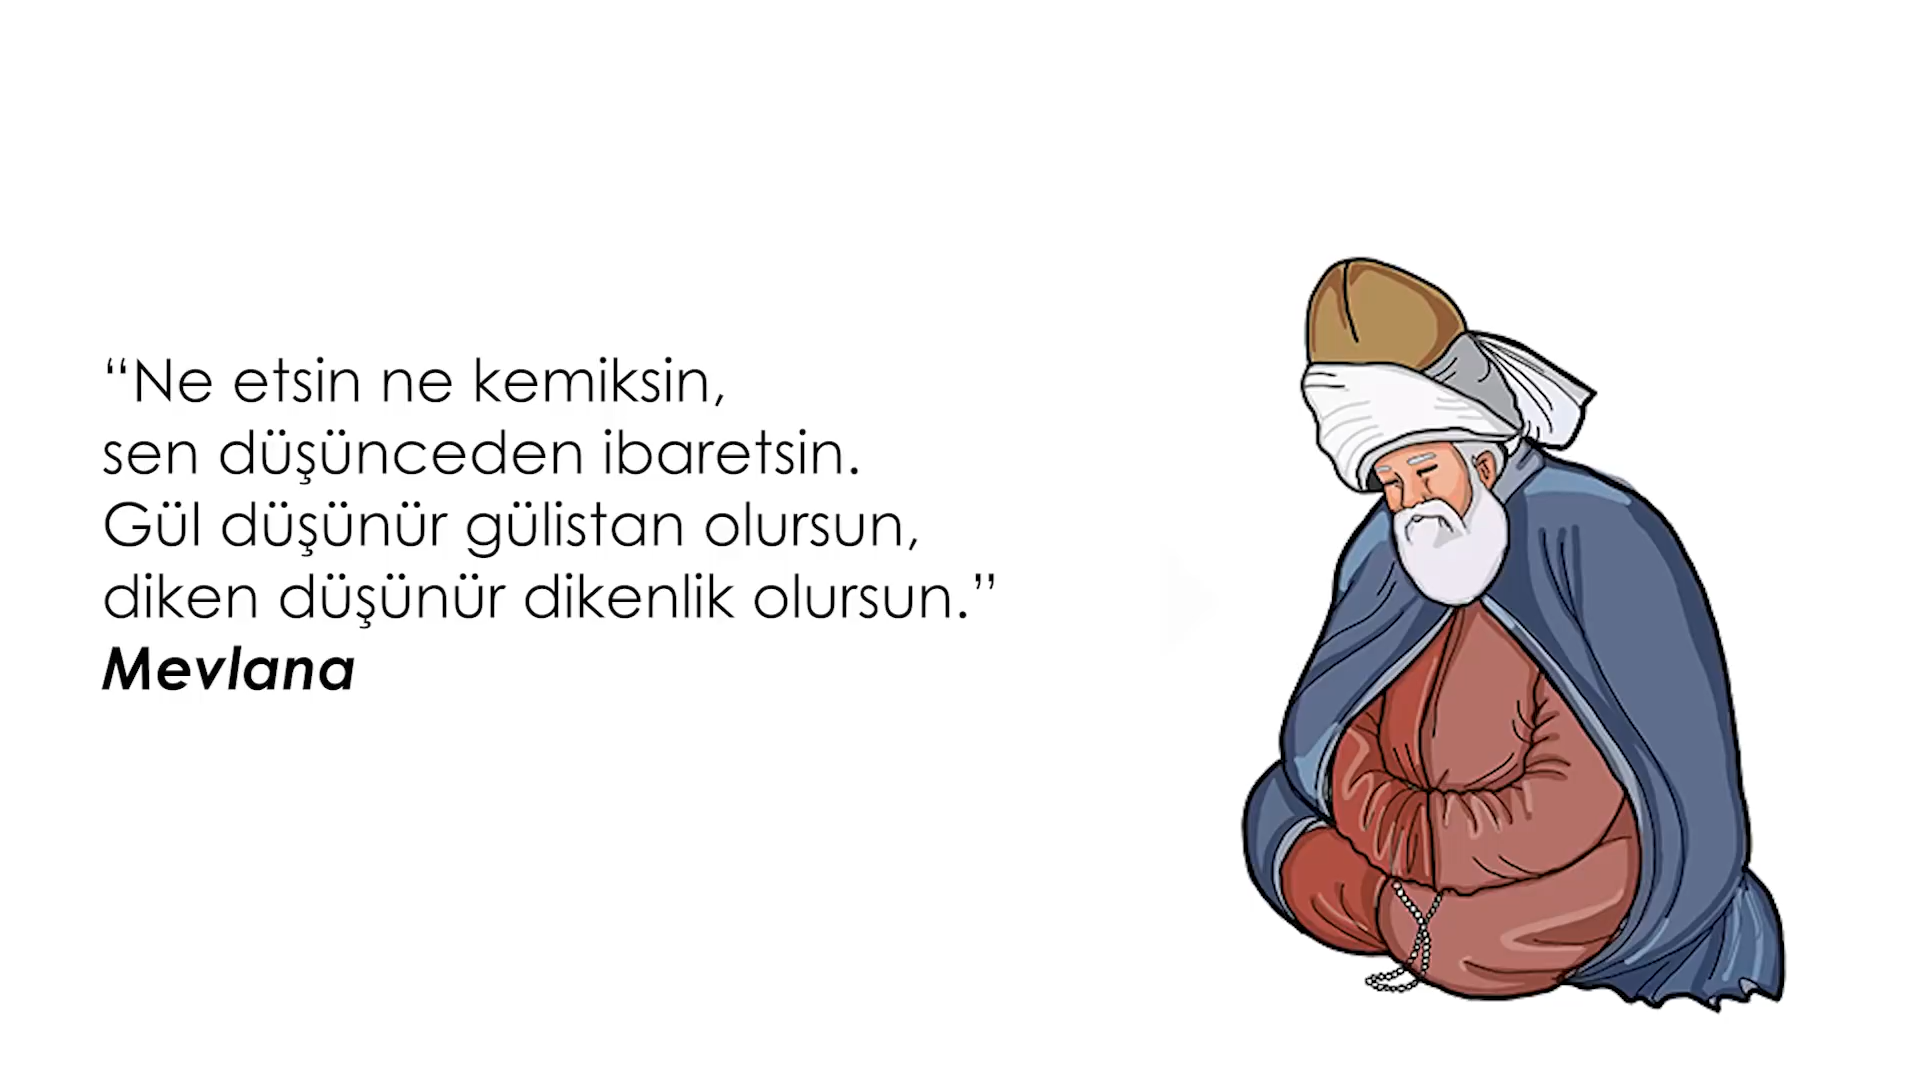 “Ne etsin ne kemiksin,
sen düşünceden ibaretsin.
Gül düşünür gülistan olursun,
diken düşünür dikenlik olursun.”
Mevlana